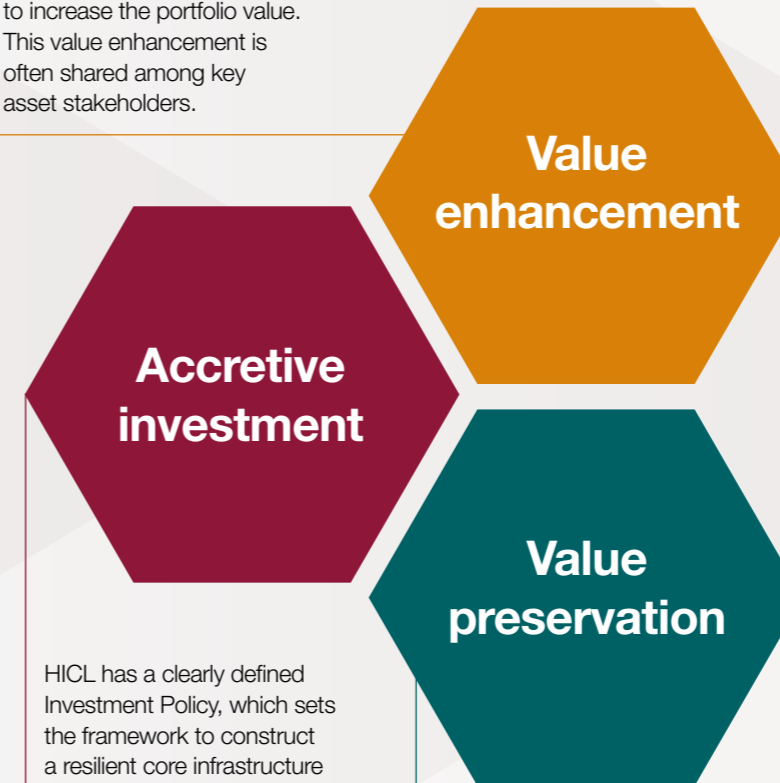 to increase the portfolio value.
This value enhancement is
often shared among key
asset stakeholders.
Value
enhancement
Accretive
investment
Value
preservation
HICL has a clearly defined
Investment Policy, which sets
the framework to construct
a resilient core infrastructure